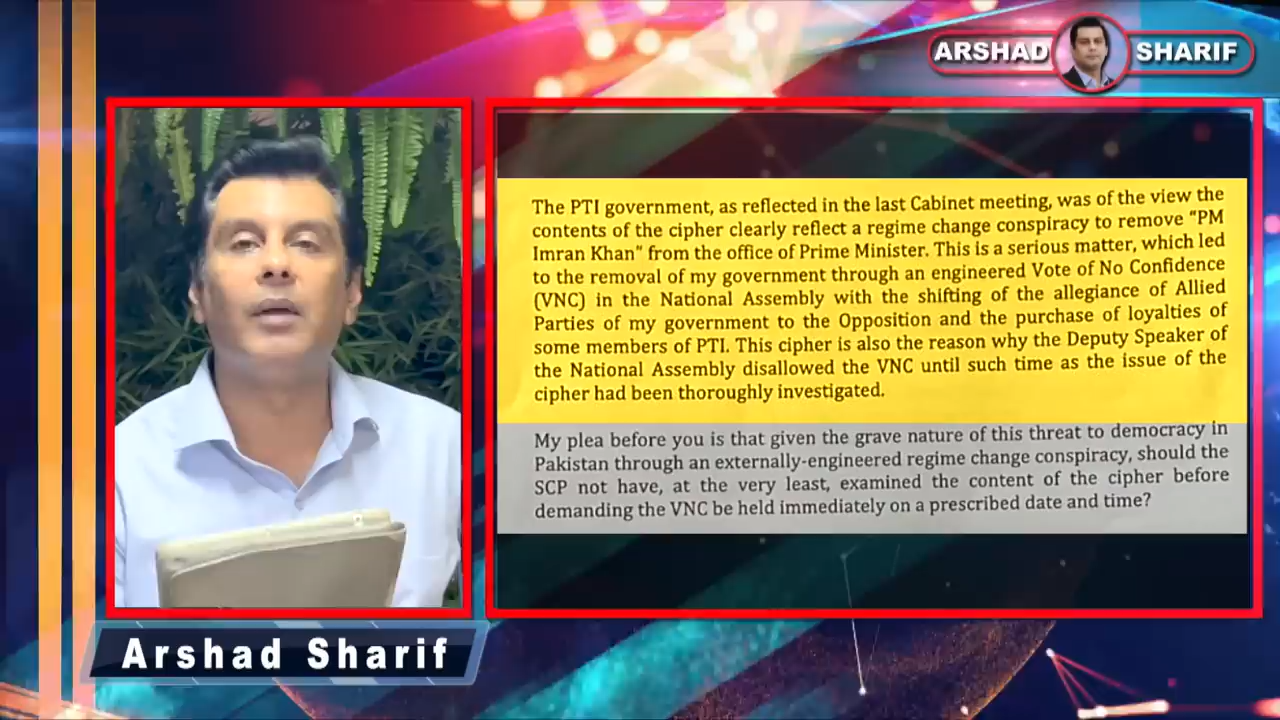 ARSHAD SHARIF
The PTI government, as reflected in the last Cabinet meeting, was of the view the
contents of the cipher clearly reflect a regime change conspiracy to remove “PM
Imran Khan” from the office of Prime Minister. This is a serious matter, which led
to the removal of my government through an engineered Vote of No Confidence
(VNC) in the National Assembly with the shifting of the allegiance of Allied
Parties of my government to the Opposition and the purchase of loyalties of
some members of PTI. This cipher is also the reason why the Deputy Speaker of
the National Assembly disallowed the VNC until such time as the issue of the
cipher had been thoroughly investigated.
My plea before you is that given the grave nature of this threat to democracy in
Pakistan through an externally-engineered regime change conspiracy, should the
SCP not have, at the very least, examined the content of the cipher before
demanding the VNC be held immediately on a prescribed date and time?
Arshad Sharif